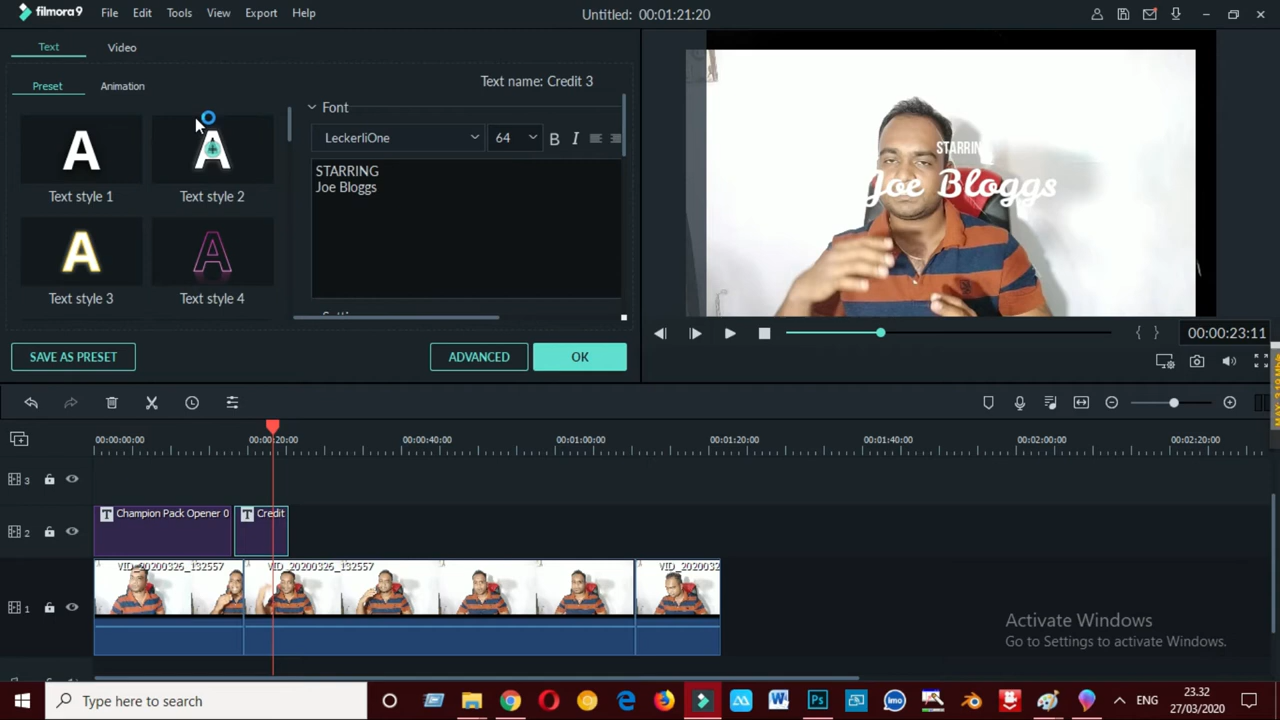 filmora9 File Edit Tools View Export Help Untitled: 00:01:21:20
Text Video
Preset Animation
Text name: Credit 3
Font
LeckerliOne 64 B I
STARRING
Joe Bloggs
A A
Text style 1 Text style 2
A A
Text style 3 Text style 4
SAVE AS PRESET ADVANCED OK
STARRIN
Joe Bloggs
{ } 00:00:23:11
00:00:00:00 00:00:20:00 00:00:40:00 00:01:00:00 00:01:20:00 00:01:40:00 00:02:00:00 00:02:20:00
3
2 T Champion Pack Opener 0 T Credit
1 VID_20200326_132557 VID_20200326_132557 VID_2020032
Activate Windows
Go to Settings to activate Windows.
Type here to search
ENG 23.32
27/03/2020